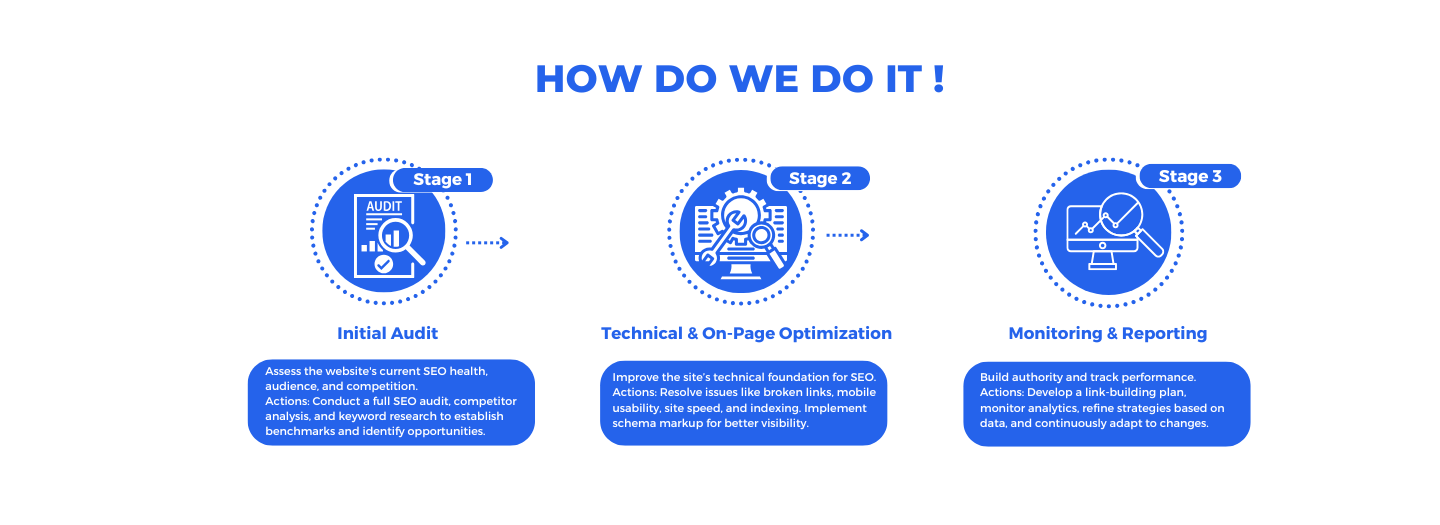 HOW DO WE DO IT !
Stage 1
AUDIT
Initial Audit
Assess the website's current SEO health,
audience, and competition.
Actions: Conduct a full SEO audit, competitor
analysis, and keyword research to establish
benchmarks and identify opportunities.
Stage 2
Technical & On-Page Optimization
Improve the site's technical foundation for SEO.
Actions: Resolve issues like broken links, mobile
usability, site speed, and indexing. Implement
schema markup for better visibility.
Stage 3
Monitoring & Reporting
Build authority and track performance.
Actions: Develop a link-building plan,
monitor analytics, refine strategies based on
data, and continuously adapt to changes.